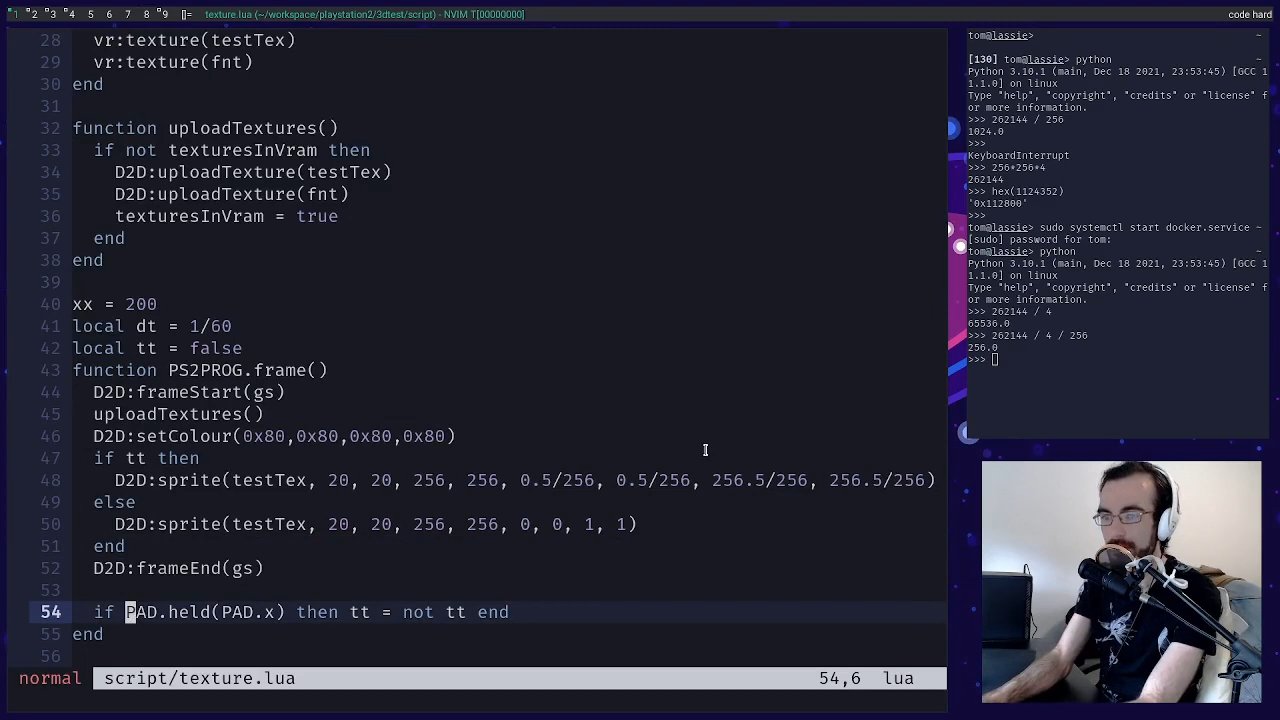 1 2 3 4 5 6 7 8 9 []= texture.lua (~/workspace/playstation2/3dtest/script) - NVIM T[00000000] code hard
28 vr:texture(testTex)
29 vr:texture(fnt)
30 end
31
32 function uploadTextures()
33 if not texturesInVram then
34 D2D:uploadTexture(testTex)
35 D2D:uploadTexture(fnt)
36 texturesInVram = true
37 end
38 end
39
40 xx = 200
41 local dt = 1/60
42 local tt = false
43 function PS2PROG.frame()
44 D2D:frameStart(gs)
45 uploadTextures()
46 D2D:setColour(0x80,0x80,0x80,0x80)
47 if tt then
48 D2D:sprite(testTex, 20, 20, 256, 256, 0.5/256, 0.5/256, 256.5/256, 256.5/256)
49 else
50 D2D:sprite(testTex, 20, 20, 256, 256, 0, 0, 1, 1)
51 end
52 D2D:frameEnd(gs)
53
54 if PAD.held(PAD.x) then tt = not tt end
55 end
56
normal script/texture.lua 54,6 lua
tom@lassie> ~
[130] tom@lassie> python ~
Python 3.10.1 (main, Dec 18 2021, 23:53:45) [GCC
11.1.0] on linux
Type "help", "copyright", "credits" or "license" f
or more information.
>>> 262144 / 256
1024.0
>>>
KeyboardInterrupt
>>> 256*256*4
262144
>>> hex(1124352)
'0x112800'
>>>
tom@lassie> sudo systemctl start docker.service ~
[sudo] password for tom:
tom@lassie> python ~
Python 3.10.1 (main, Dec 18 2021, 23:53:45) [GCC
11.1.0] on linux
Type "help", "copyright", "credits" or "license" f
or more information.
>>> 262144 / 4
65536.0
>>> 262144 / 4 / 256
256.0
>>>